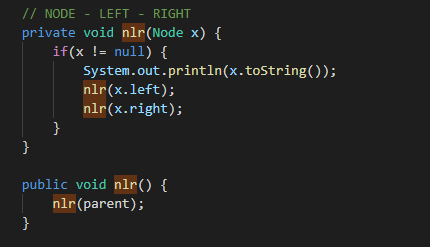 // NODE - LEFT - RIGHT
private void nlr(Node x) {
    if(x != null) {
        System.out.println(x.toString());
        nlr(x.left);
        nlr(x.right);
    }
}

public void nlr() {
    nlr(parent);
}